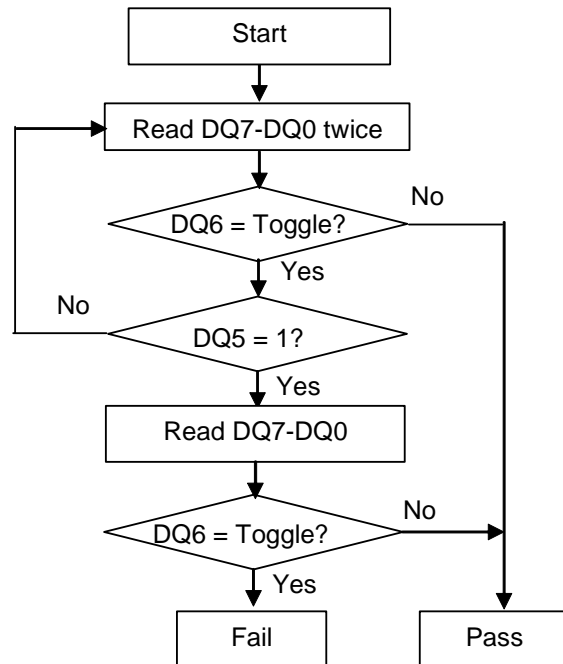 Start
Read DQ7-DQ0 twice
No
DQ6 = Toggle?
Yes
No
DQ5 = 1?
Yes
Read DQ7-DQ0
No
DQ6 = Toggle?
Yes
Fail
Pass